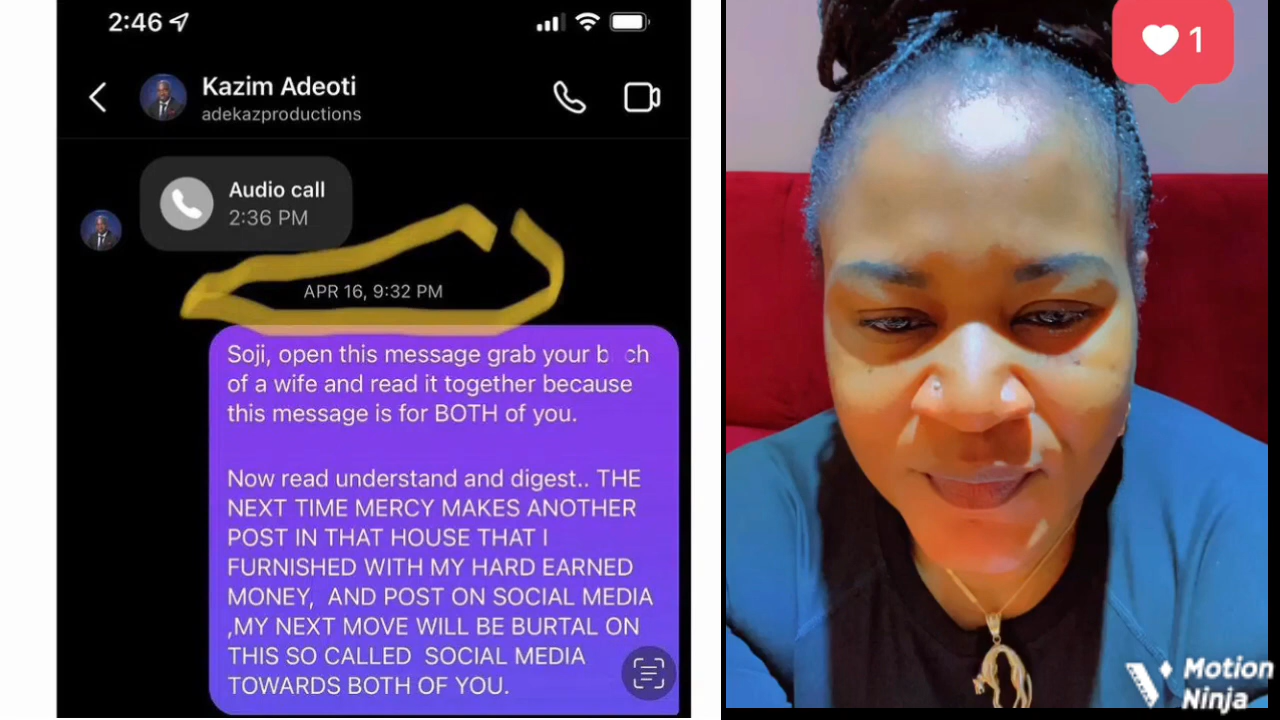 2:46
Kazim Adeoti
adekazproductions
Audio call
2:36 PM
APR 16, 9:32 PM
Soji, open this message grab your b ch
of a wife and read it together because
this message is for BOTH of you.
Now read understand and digest.. THE
NEXT TIME MERCY MAKES ANOTHER
POST IN THAT HOUSE THAT I
FURNISHED WITH MY HARD EARNED
MONEY, AND POST ON SOCIAL MEDIA
,MY NEXT MOVE WILL BE BURTAL ON
THIS SO CALLED SOCIAL MEDIA
TOWARDS BOTH OF YOU.
1
Motion
Ninja